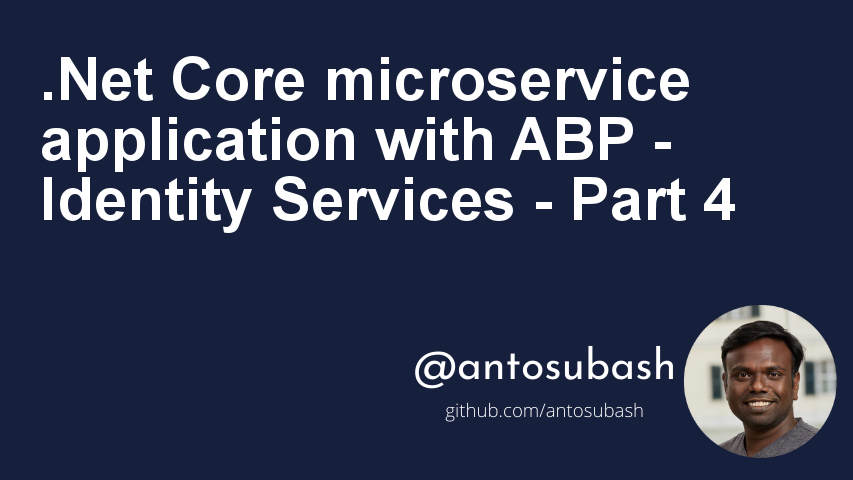 .Net Core microservice
application with ABP -
Identity Services - Part 4
@antosubash
github.com/antosubash